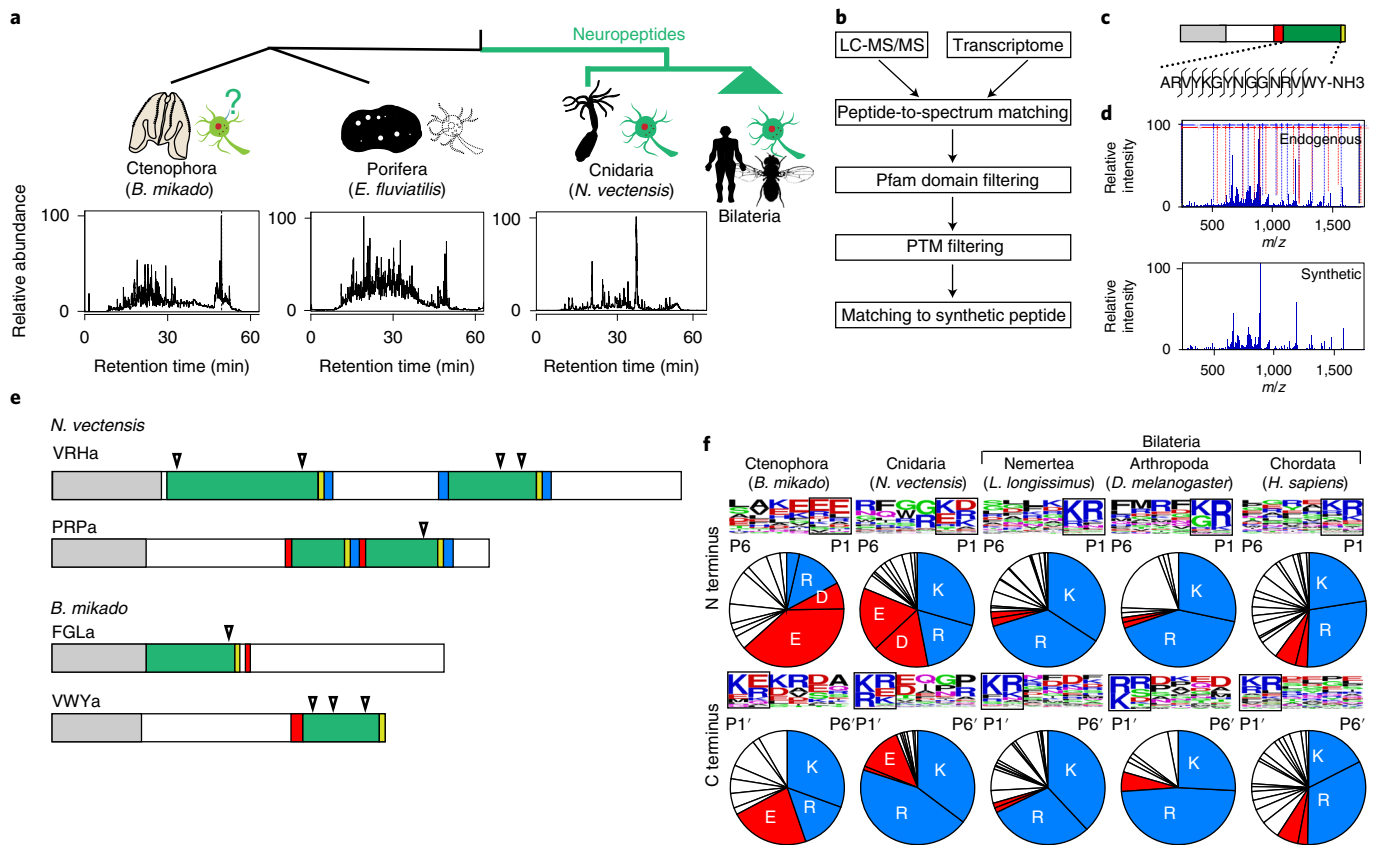 a
Neuropeptides
?
Ctenophora
(B. mikado)
Porifera
(E. fluviatilis)
Cnidaria
(N. vectensis)
Bilateria
Relative abundance
100
0
0 30 60
Retention time (min)
100
0
0 30 60
Retention time (min)
100
0
0 30 60
Retention time (min)
b
LC-MS/MS
Transcriptome
Peptide-to-spectrum matching
Pfam domain filtering
PTM filtering
Matching to synthetic peptide
c
ARVYKGYNGGNRVWY-NH3
d
Relative
intensity
100
0
Endogenous
500 1,000 1,500
m/z
Relative
intensity
100
0
Synthetic
500 1,000 1,500
m/z
e
N. vectensis
VRHa
PRPa
B. mikado
FGLa
VWYa
f
Bilateria
Ctenophora
(B. mikado)
Cnidaria
(N. vectensis)
Nemertea
(L. longissimus)
Arthropoda
(D. melanogaster)
Chordata
(H. sapiens)
N terminus
P6 P1
P6 P1
P6 P1
P6 P1
P6 P1
R D E
K R D E
K R
K R
K R
C terminus
P1′ P6′
P1′ P6′
P1′ P6′
P1′ P6′
P1′ P6′
K R E
K R E
K R
K R
K R